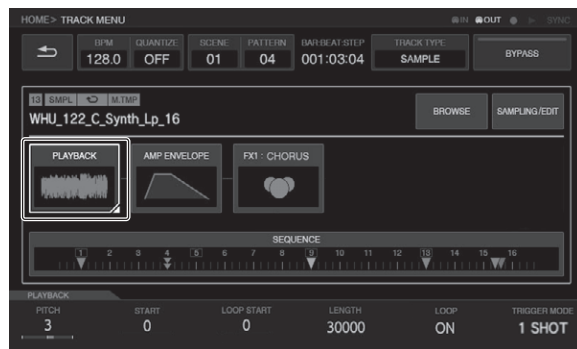 HOME> TRACK MENU
IN OUT SYNC
BPM QUANTIZE SCENE PATTERN BAR:BEAT:STEP TRACK TYPE
128.0 OFF 01 04 001:03:04 SAMPLE BYPASS
13 SMPL M.TMP
WHU_122_C_Synth_Lp_16 BROWSE SAMPLING/EDIT
PLAYBACK AMP ENVELOPE FX1 : CHORUS
SEQUENCE
1 2 3 4 5 6 7 8 9 10 11 12 13 14 15 16
PLAYBACK
PITCH START LOOP START LENGTH LOOP TRIGGER MODE
3 0 0 30000 ON 1 SHOT